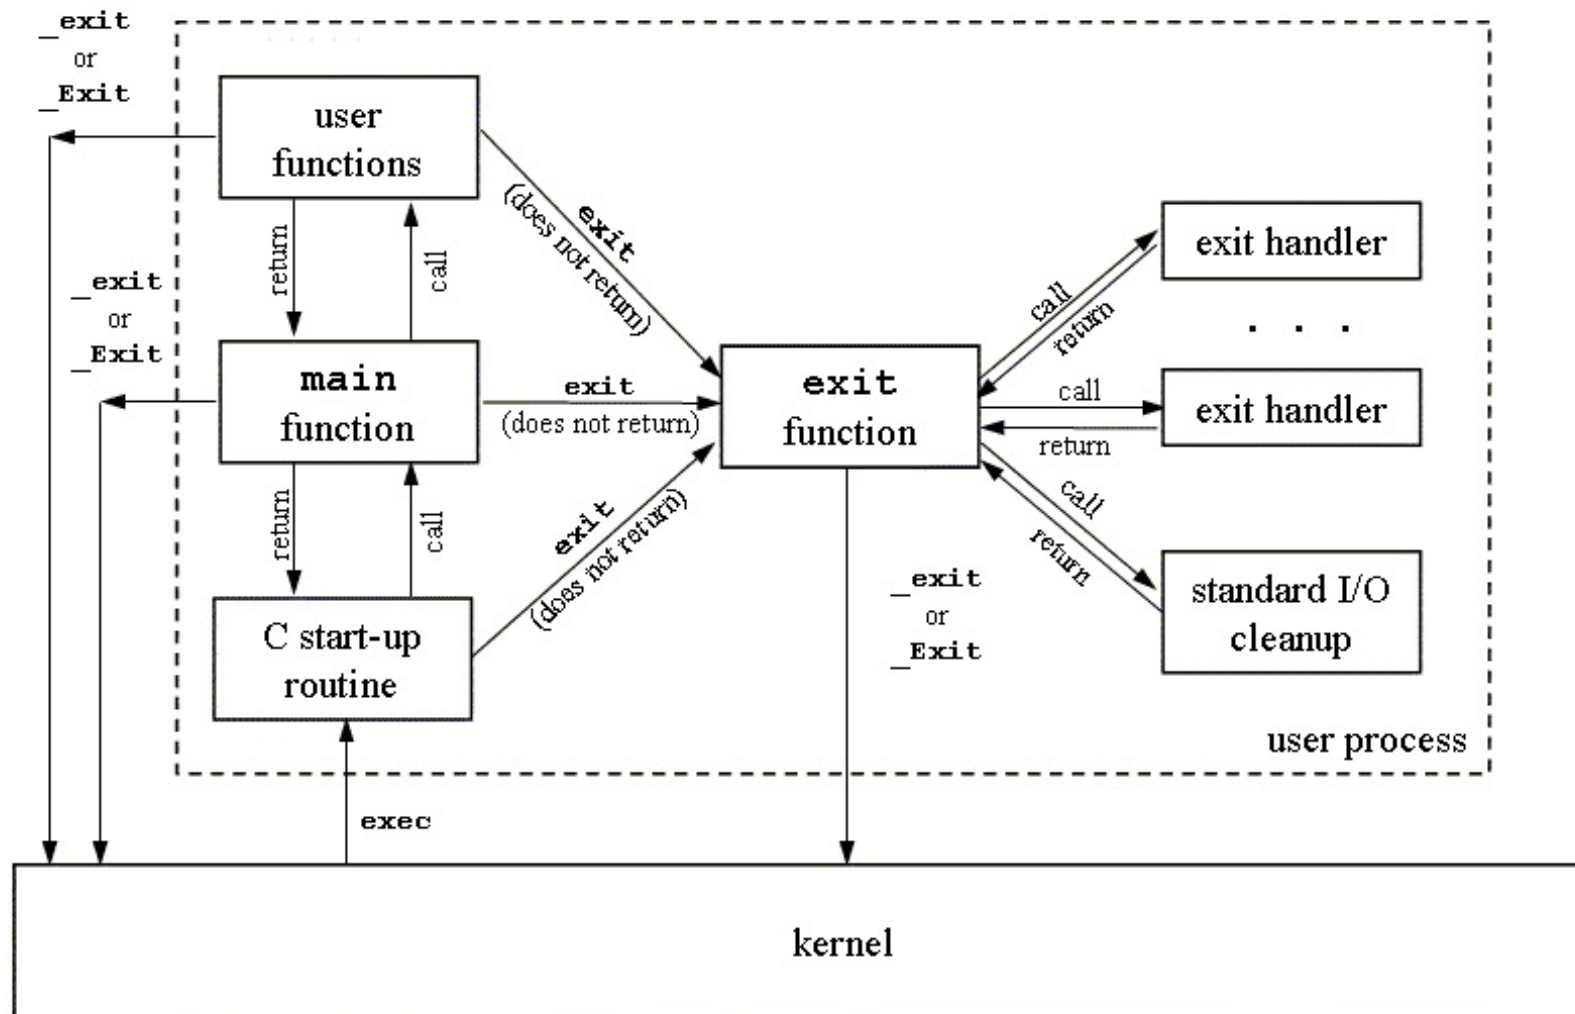 _exit
or
_Exit
user
functions
exit
(does not return)
return
call
exit handler
call
return
. . .
_exit
or
_Exit
main
function
exit
(does not return)
exit
function
call
return
exit handler
return
call
exit
(does not return)
call
return
C start-up
routine
_exit
or
_Exit
standard I/O
cleanup
user process
exec
kernel